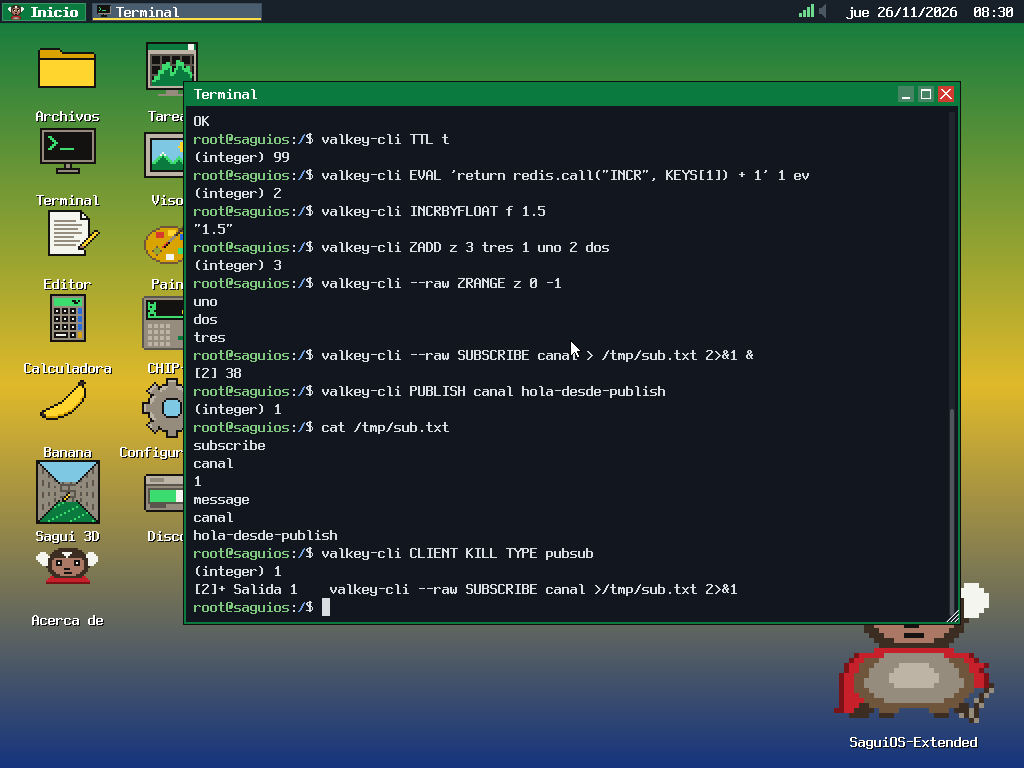 Inicio
Terminal
jue 26/11/2026 08:30
Archivos
Terminal
Editor
Calculadora
CHIP-
Banana
Configur
Sagui 3D
Disco
Acerca de
Terminal
OK
root@saguios:/$ valkey-cli TTL t
(integer) 99
root@saguios:/$ valkey-cli EVAL 'return redis.call("INCR", KEYS[1]) + 1' 1 ev
(integer) 2
root@saguios:/$ valkey-cli INCRBYFLOAT f 1.5
"1.5"
root@saguios:/$ valkey-cli ZADD z 3 tres 1 uno 2 dos
(integer) 3
root@saguios:/$ valkey-cli --raw ZRANGE z 0 -1
uno
dos
tres
root@saguios:/$ valkey-cli --raw SUBSCRIBE canal > /tmp/sub.txt 2>&1 &
[2] 38
root@saguios:/$ valkey-cli PUBLISH canal hola-desde-publish
(integer) 1
root@saguios:/$ cat /tmp/sub.txt
subscribe
canal
1
message
canal
hola-desde-publish
root@saguios:/$ valkey-cli CLIENT KILL TYPE pubsub
(integer) 1
[2]+ Salida 1    valkey-cli --raw SUBSCRIBE canal >/tmp/sub.txt 2>&1
root@saguios:/$
SaguiOS-Extended